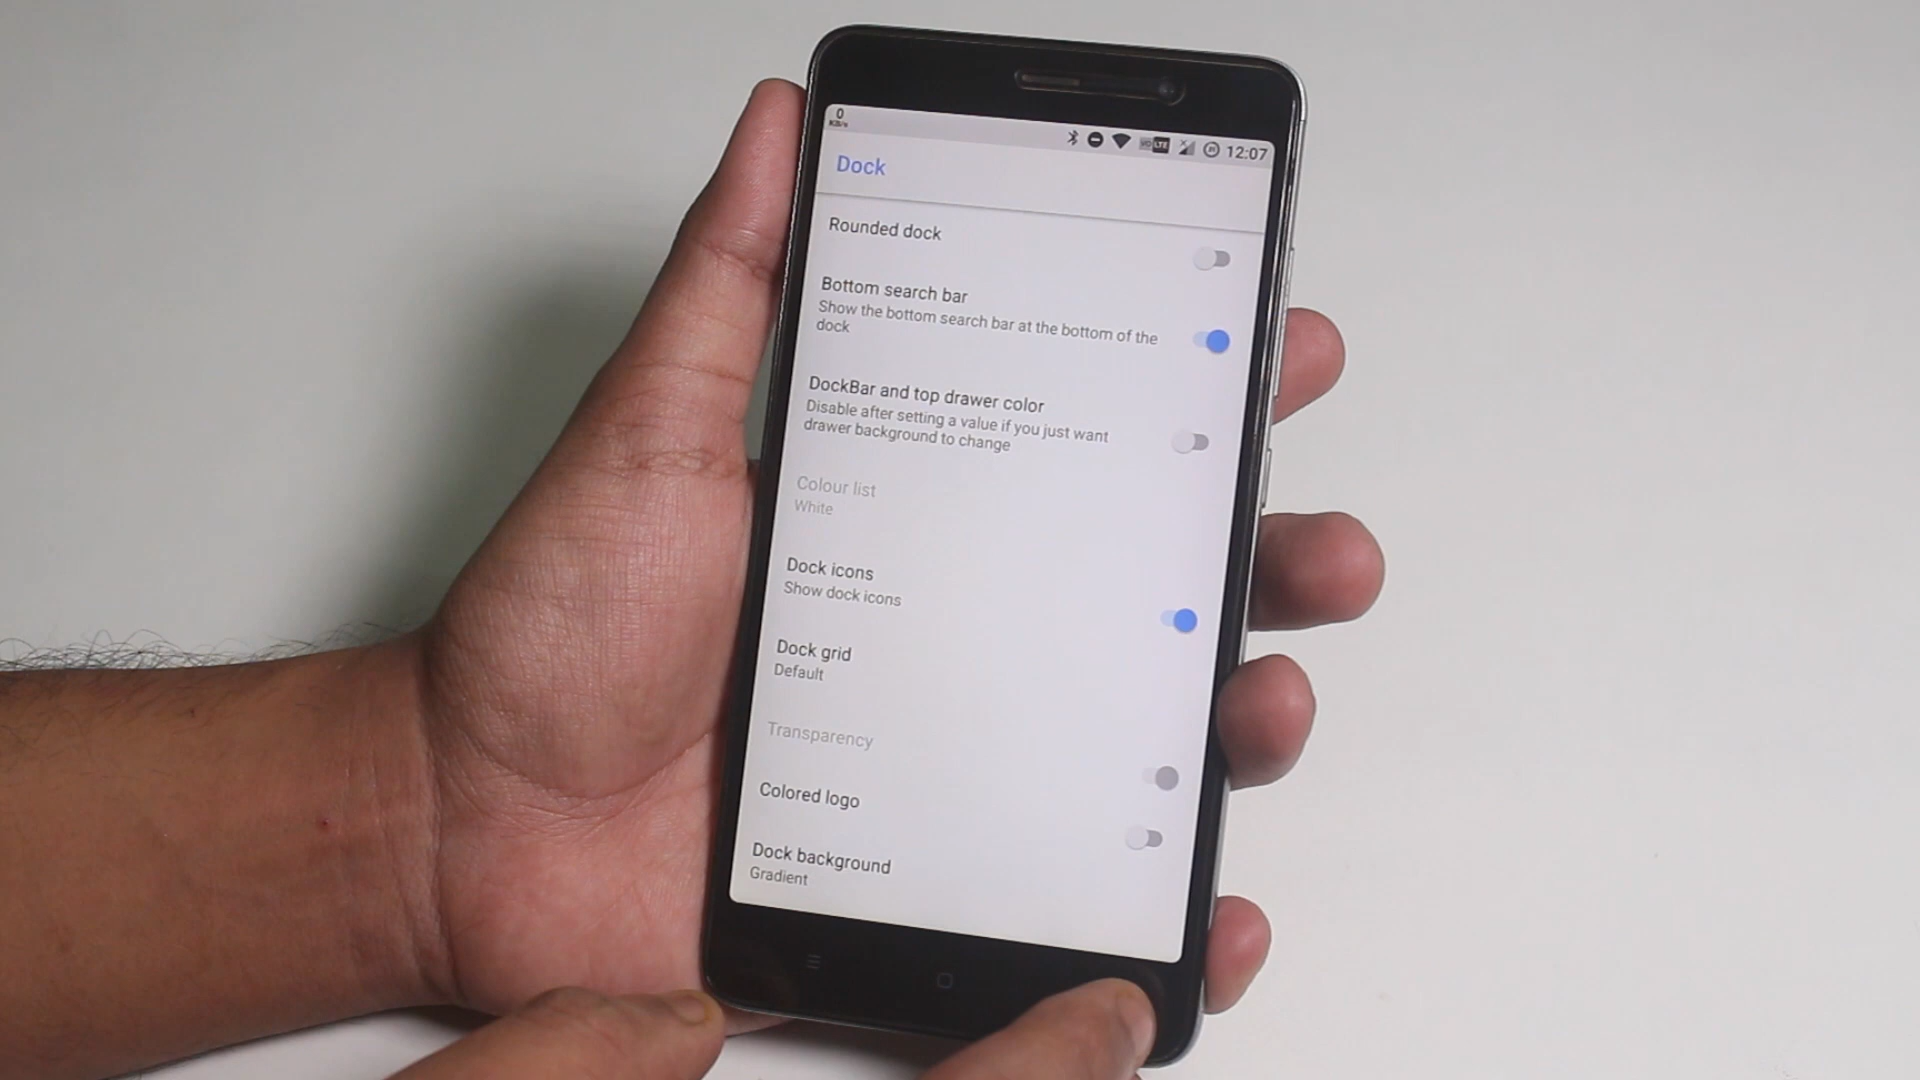 0
KB/s
LTE
12:07
Dock
Rounded dock
Bottom search bar
Show the bottom search bar at the bottom of the
dock
DockBar and top drawer color
Disable after setting a value if you just want
drawer background to change
Colour list
White
Dock icons
Show dock icons
Dock grid
Default
Transparency
Colored logo
Dock background
Gradient